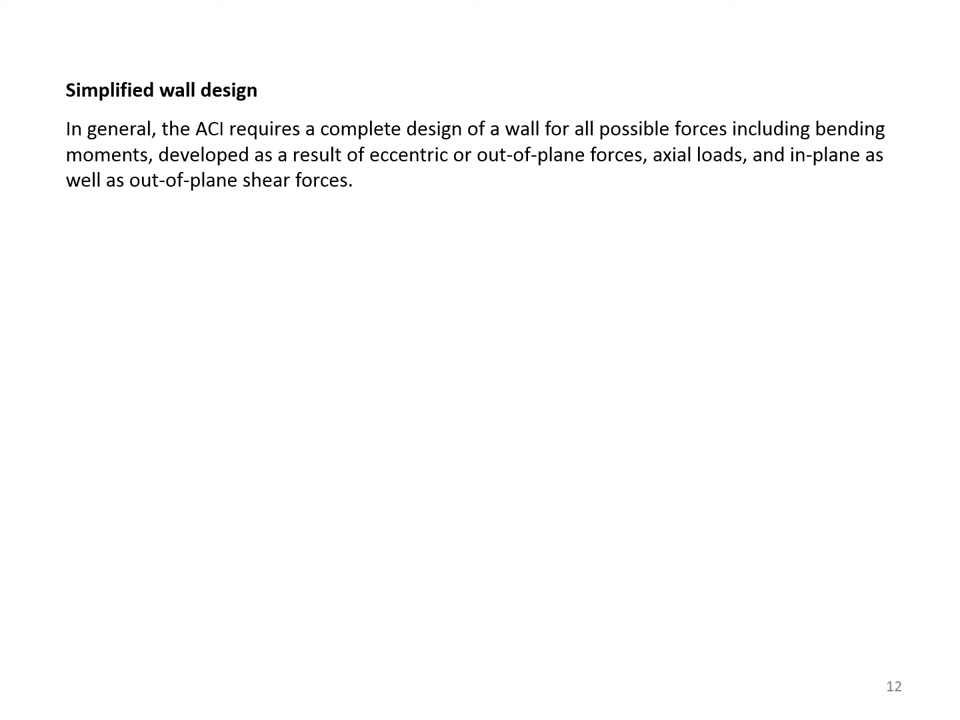 Simplified wall design
In general, the ACI requires a complete design of a wall for all possible forces including bending
moments, developed as a result of eccentric or out-of-plane forces, axial loads, and in-plane as
well as out-of-plane shear forces.
12